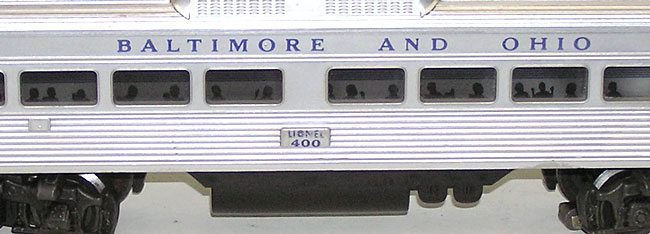 BALTIMORE AND OHIO
LIONEL
400